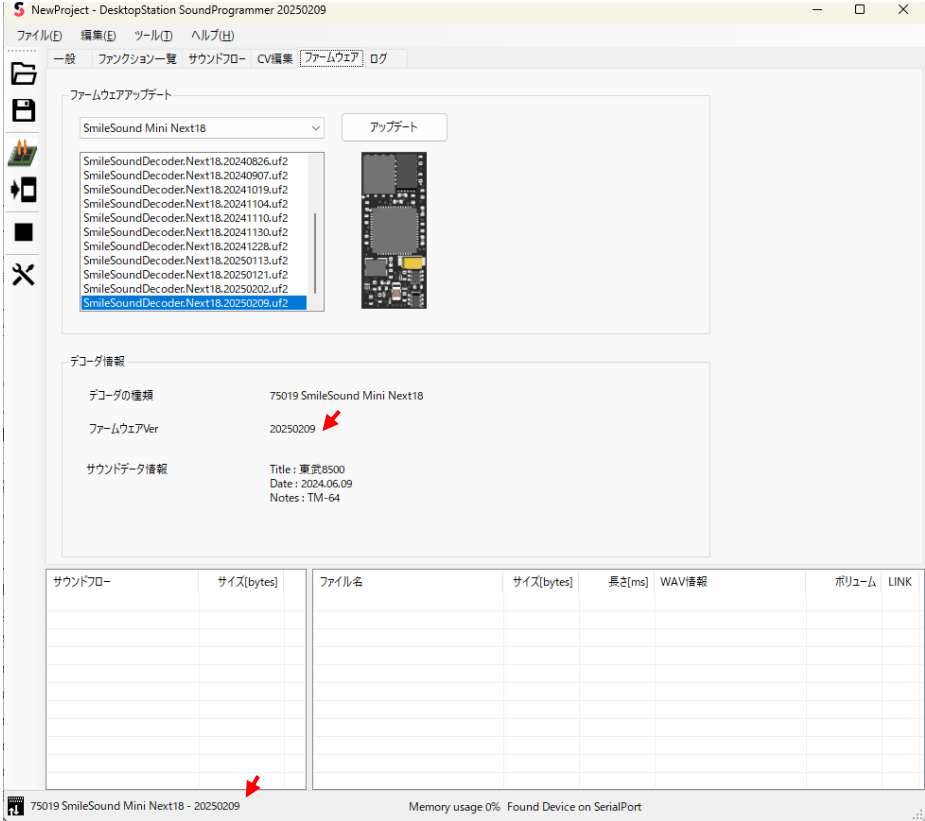 NewProject - DesktopStation SoundProgrammer 20250209
ファイル(F) 編集(E) ツール(T) ヘルプ(H)
一般 ファンクション一覧 サウンドフロー CV編集 ファームウェア ログ
ファームウェアアップデート
SmileSound Mini Next18 アップデート
SmileSoundDecoder.Next18.20240826.uf2
SmileSoundDecoder.Next18.20240907.uf2
SmileSoundDecoder.Next18.20241019.uf2
SmileSoundDecoder.Next18.20241104.uf2
SmileSoundDecoder.Next18.20241110.uf2
SmileSoundDecoder.Next18.20241130.uf2
SmileSoundDecoder.Next18.20241228.uf2
SmileSoundDecoder.Next18.20250113.uf2
SmileSoundDecoder.Next18.20250121.uf2
SmileSoundDecoder.Next18.20250202.uf2
SmileSoundDecoder.Next18.20250209.uf2
デコーダ情報
デコーダの種類 75019 SmileSound Mini Next18
ファームウェアVer 20250209
サウンドデータ情報 Title : 東武8500
Date : 2024.06.09
Notes : TM-64
サウンドフロー サイズ[bytes] ファイル名 サイズ[bytes] 長さ[ms] WAV情報 ボリューム LINK
75019 SmileSound Mini Next18 - 20250209 Memory usage 0% Found Device on SerialPort